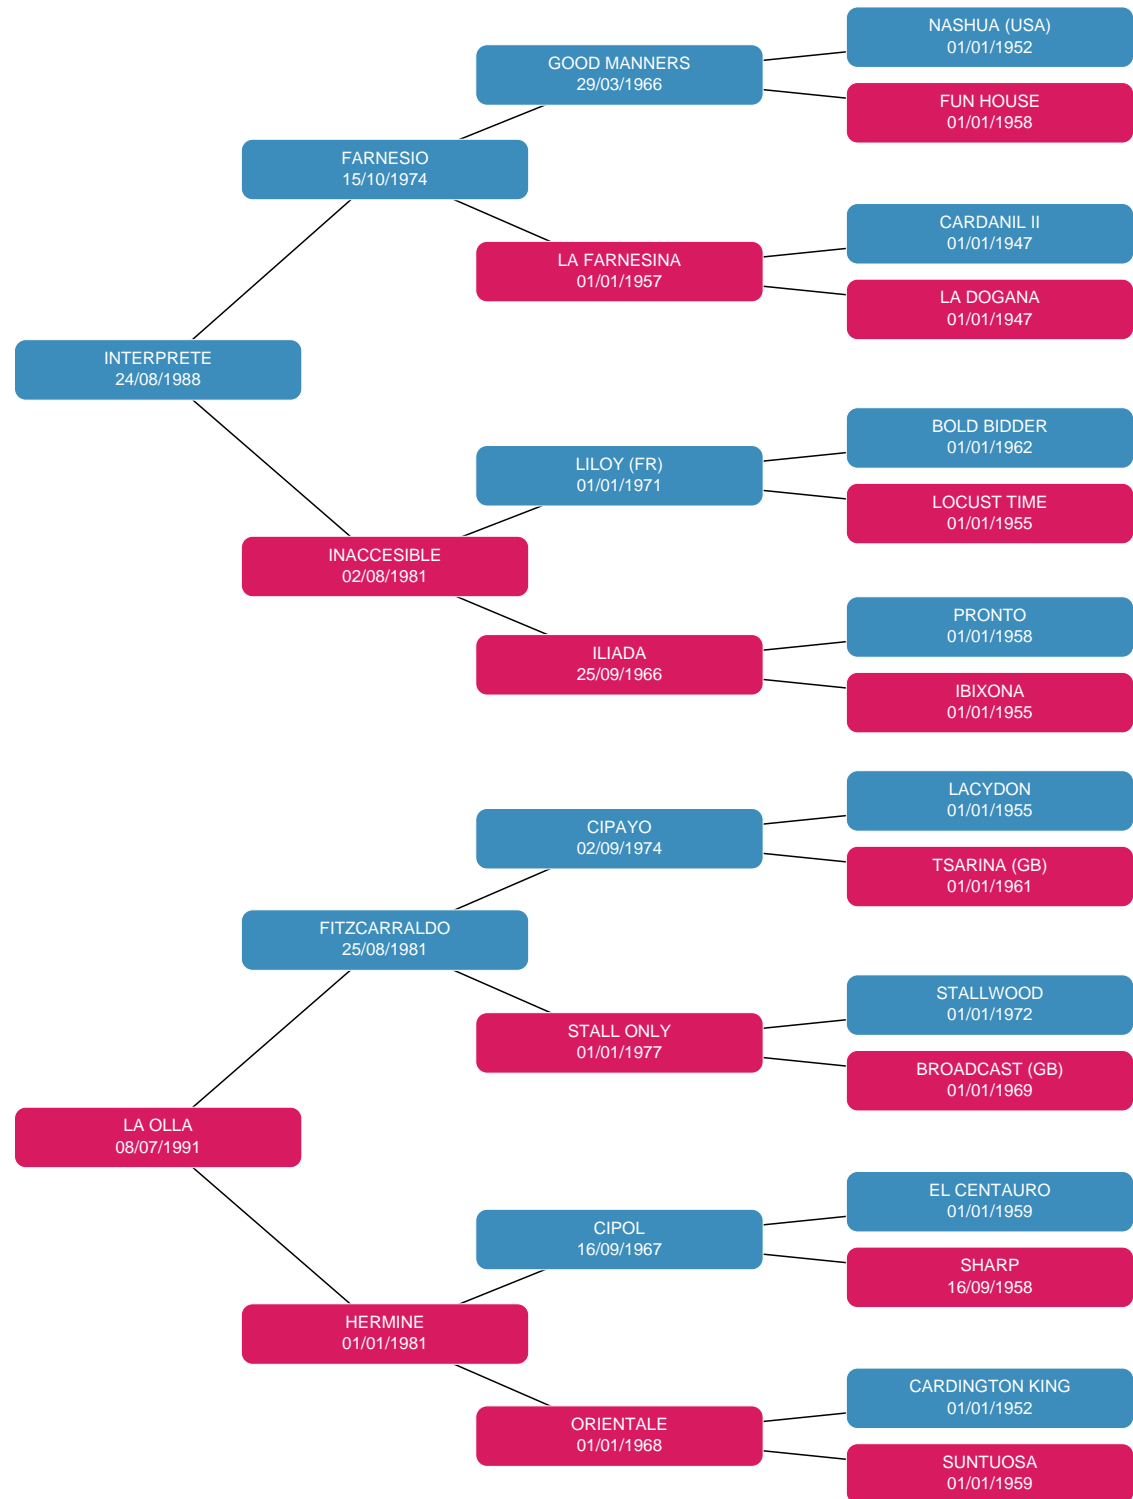 NASHUA (USA)
01/01/1952
GOOD MANNERS
29/03/1966
FUN HOUSE
01/01/1958
FARNESIO
15/10/1974
CARDANIL II
01/01/1947
LA FARNESINA
01/01/1957
LA DOGANA
01/01/1947
INTERPRETE
24/08/1988
BOLD BIDDER
01/01/1962
LILOY (FR)
01/01/1971
LOCUST TIME
01/01/1955
INACCESIBLE
02/08/1981
PRONTO
01/01/1958
ILIADA
25/09/1966
IBIXONA
01/01/1955
LACYDON
01/01/1955
CIPAYO
02/09/1974
TSARINA (GB)
01/01/1961
FITZCARRALDO
25/08/1981
STALLWOOD
01/01/1972
STALL ONLY
01/01/1977
BROADCAST (GB)
01/01/1969
LA OLLA
08/07/1991
EL CENTAURO
01/01/1959
CIPOL
16/09/1967
SHARP
16/09/1958
HERMINE
01/01/1981
CARDINGTON KING
01/01/1952
ORIENTALE
01/01/1968
SUNTUOSA
01/01/1959